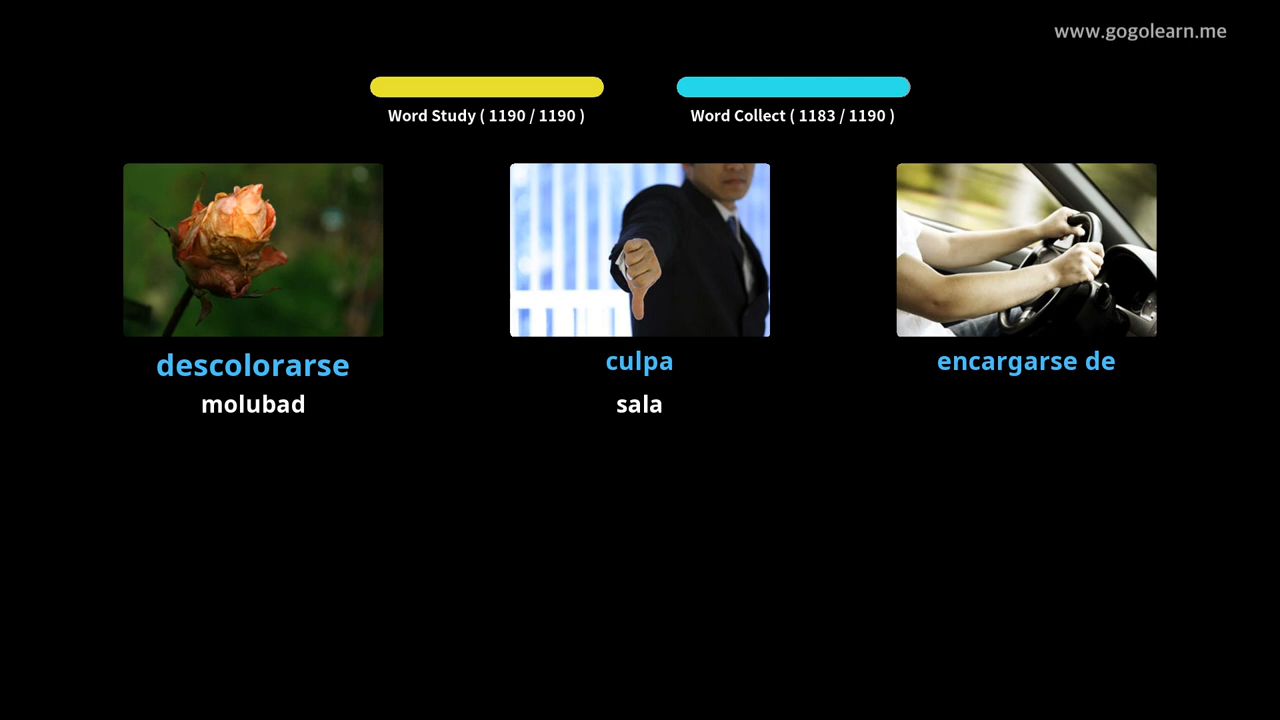 www.gogolearn.me
Word Study ( 1190 / 1190 )
Word Collect ( 1183 / 1190 )
descolorarse
molubad
culpa
sala
encargarse de